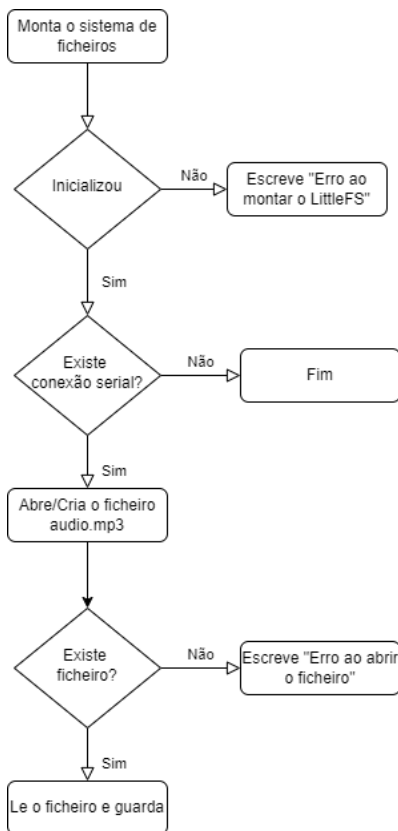 Monta o sistema de
ficheiros
Inicializou
Não
Escreve "Erro ao
montar o LittleFS"
Sim
Existe
conexão serial?
Não
Fim
Sim
Abre/Cria o ficheiro
audio.mp3
Existe
ficheiro?
Não
Escreve "Erro ao abrir
o ficheiro"
Sim
Le o ficheiro e guarda